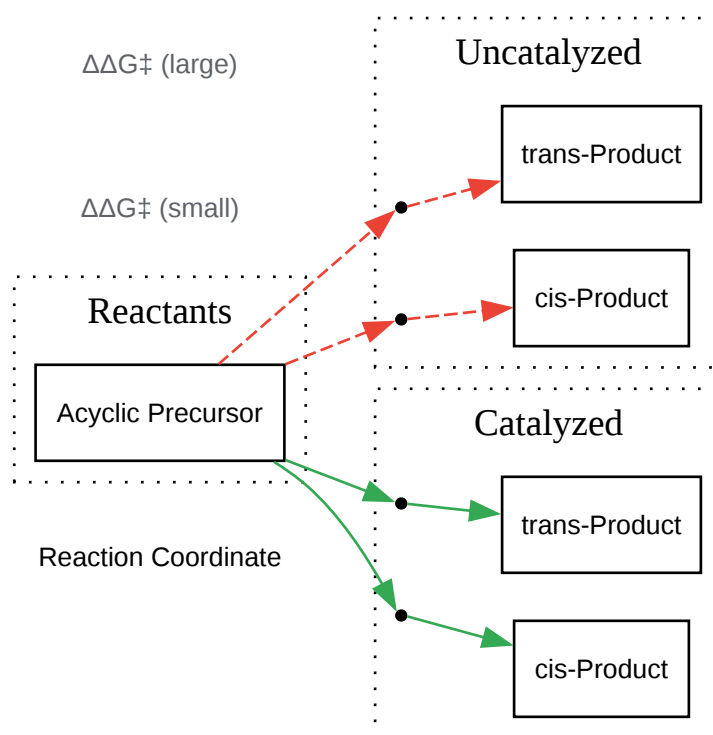 ΔΔG‡ (large)
ΔΔG‡ (small)
Reactants
Acyclic Precursor
Reaction Coordinate
Uncatalyzed
trans-Product
cis-Product
Catalyzed
trans-Product
cis-Product